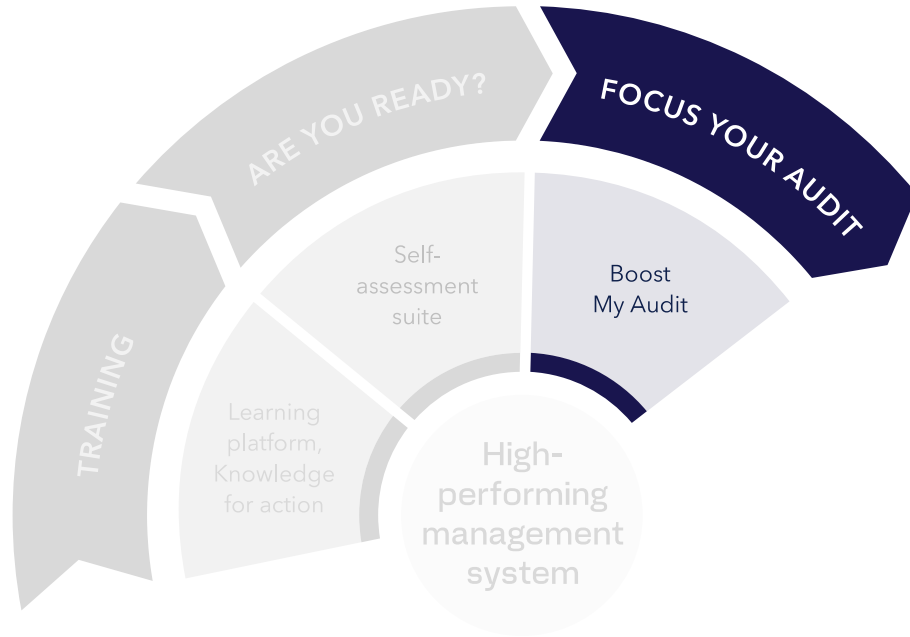 TRAINING
ARE YOU READY?
FOCUS YOUR AUDIT
Learning
platform,
Knowledge
for action
Self-
assessment
suite
Boost
My Audit
High-
performing
management
system